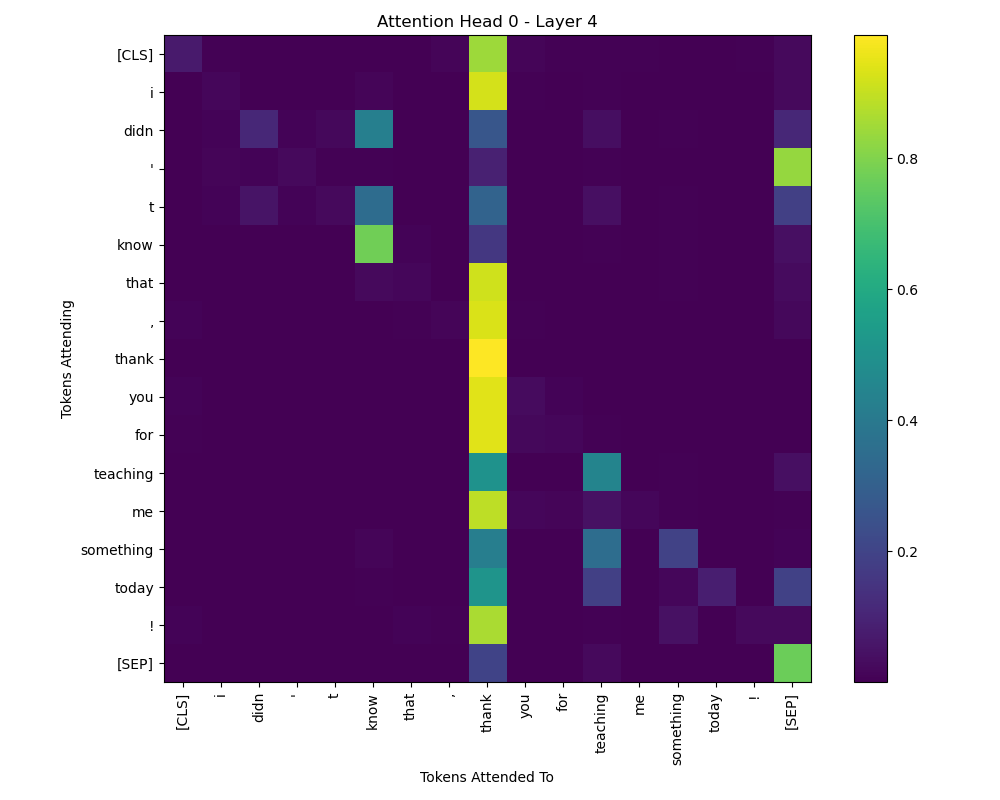 Attention Head 0 - Layer 4
[CLS]
i
didn
'
t
know
that
,
thank
you
for
teaching
me
something
today
!
[SEP]
Tokens Attending
[CLS]
i
didn
'
t
know
that
,
thank
you
for
teaching
me
something
today
!
[SEP]
Tokens Attended To
0.8
0.6
0.4
0.2